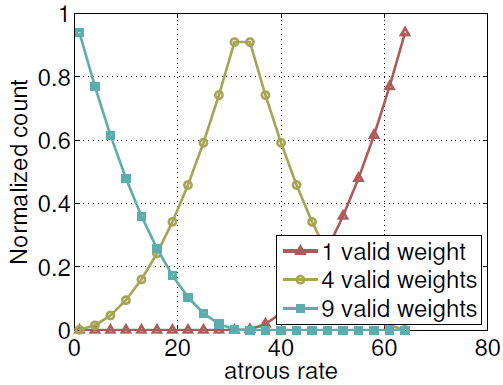 Normalized count
1
0.8
0.6
0.4
0.2
0
1 valid weight
4 valid weights
9 valid weights
0 20 40 60 80
atrous rate